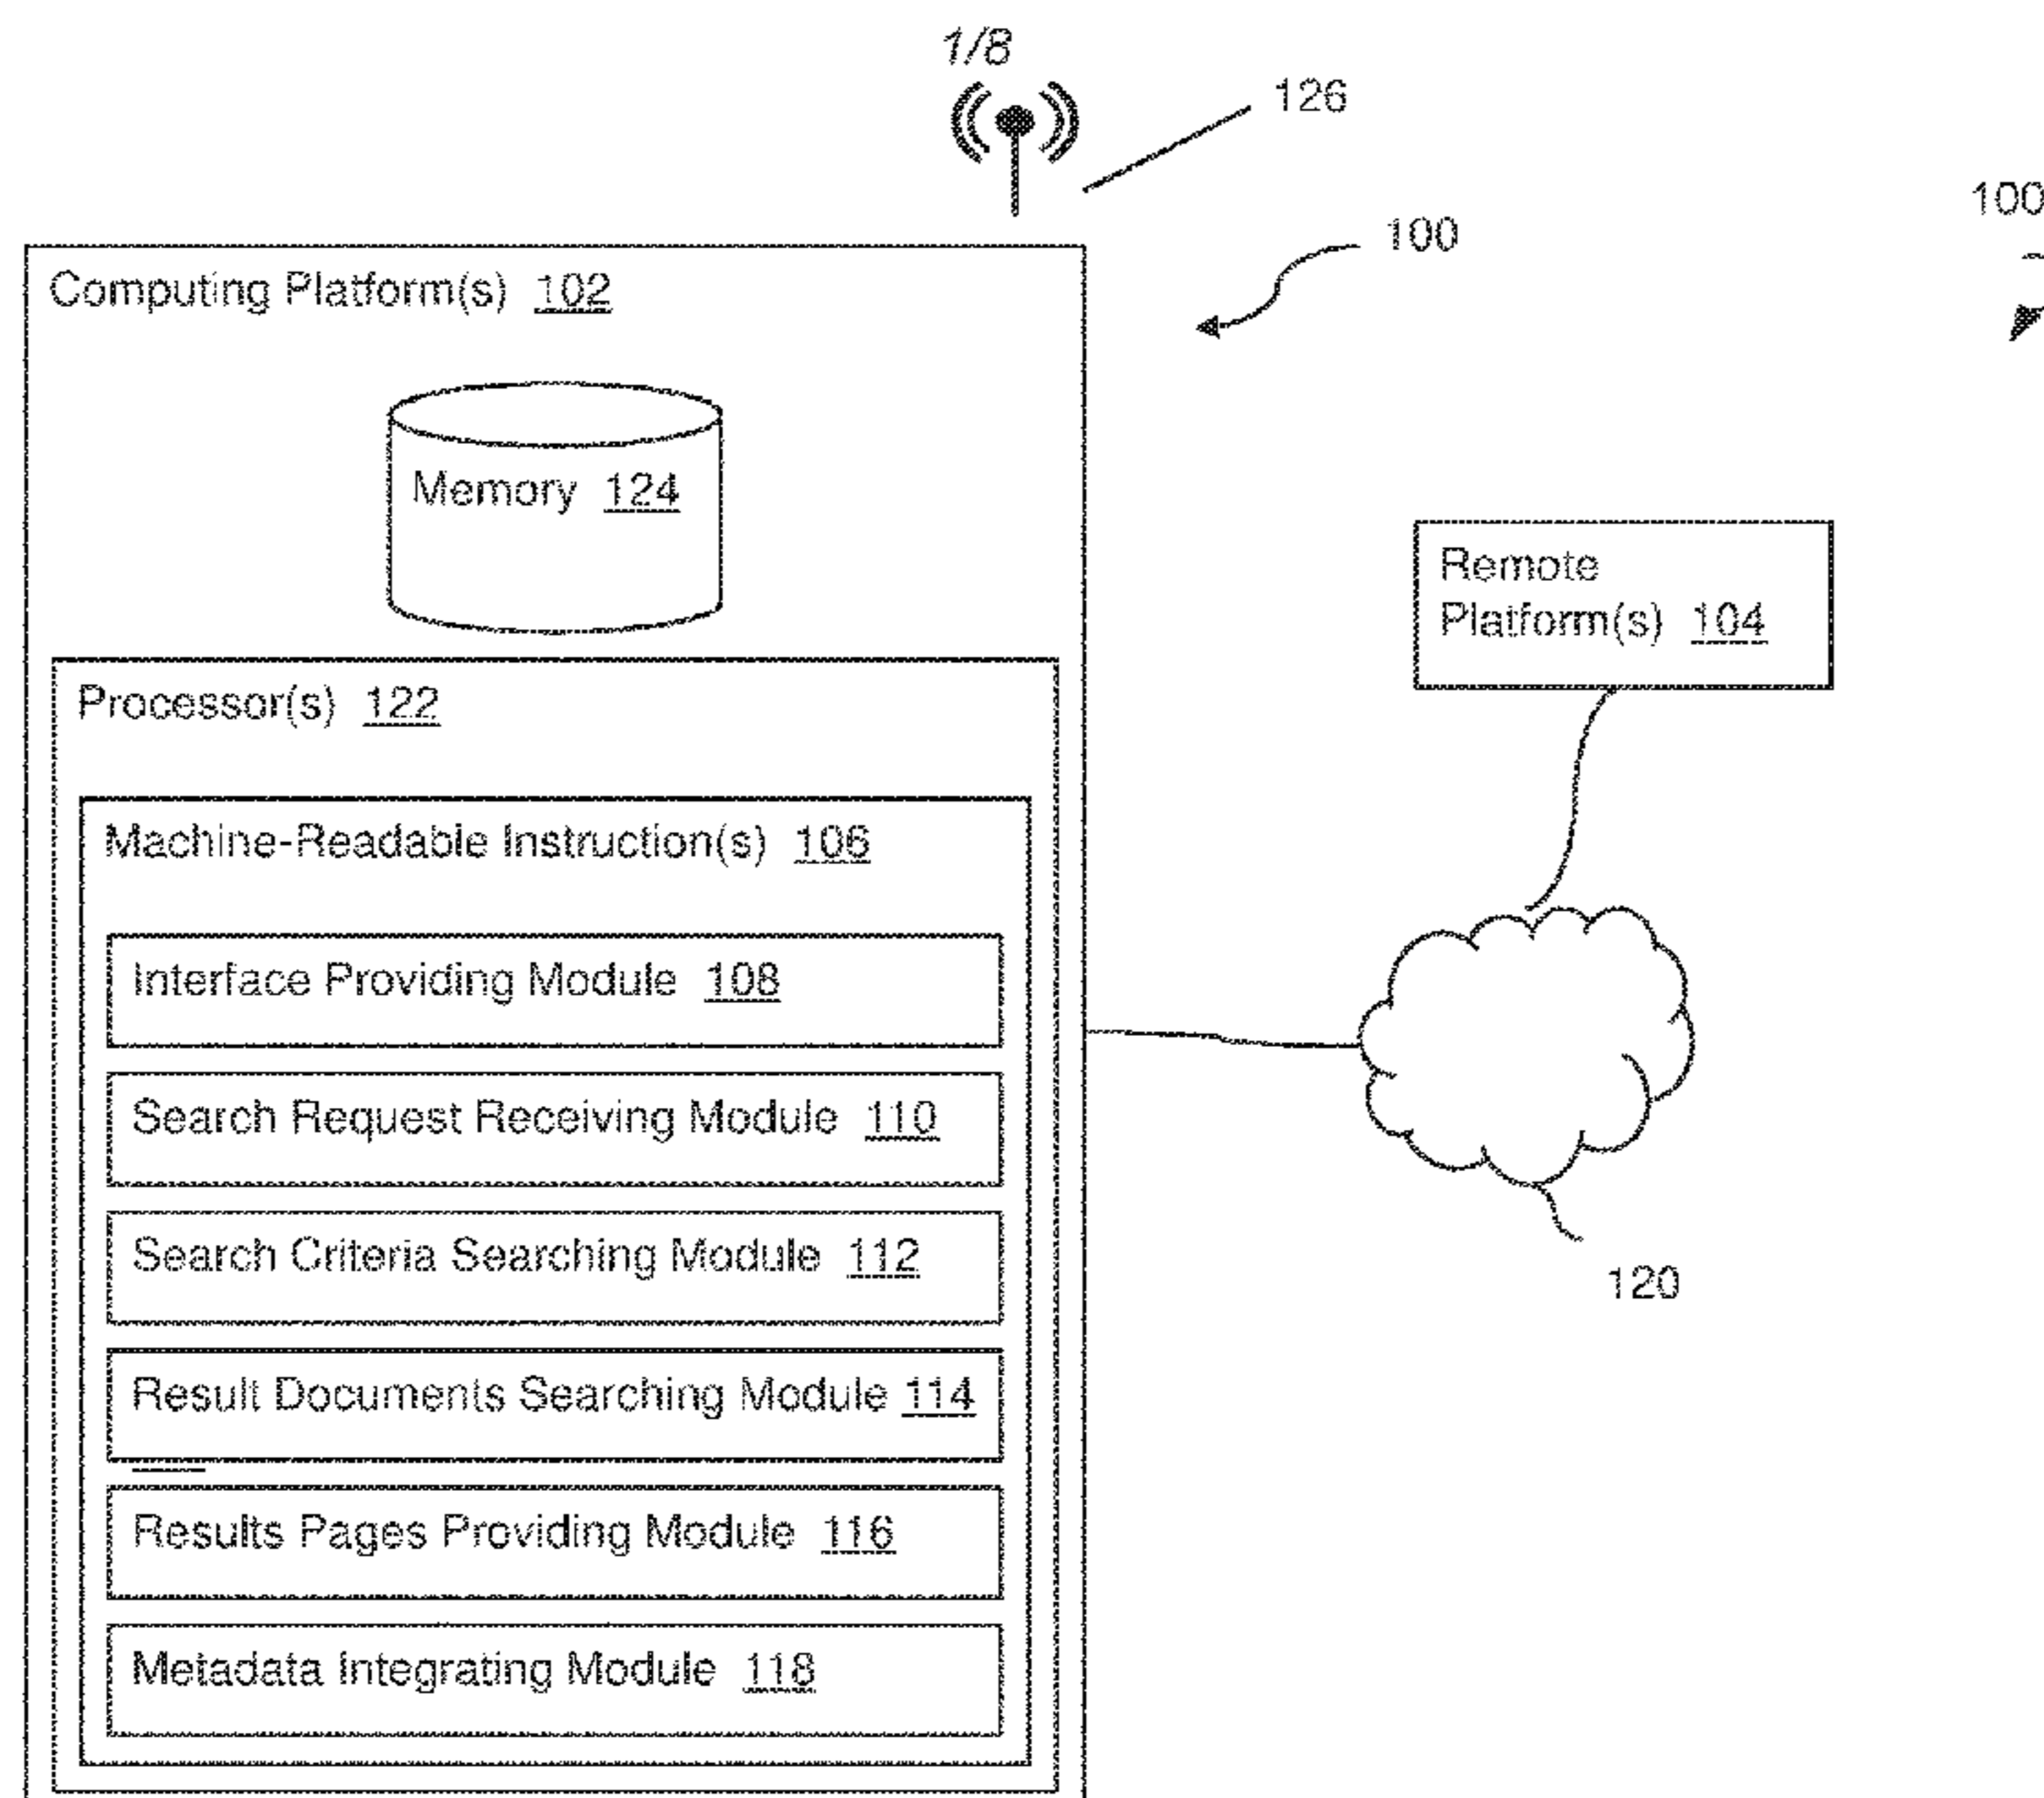 1/8
126
100
100
Computing Platform(s) 102
Memory 124
Remote
Platform(s) 104
Processor(s) 122
Machine-Readable Instruction(s) 106
Interface Providing Module 108
Search Request Receiving Module 110
Search Criteria Searching Module 112
120
Result Documents Searching Module 114
Results Pages Providing Module 116
Metadata Integrating Module 118